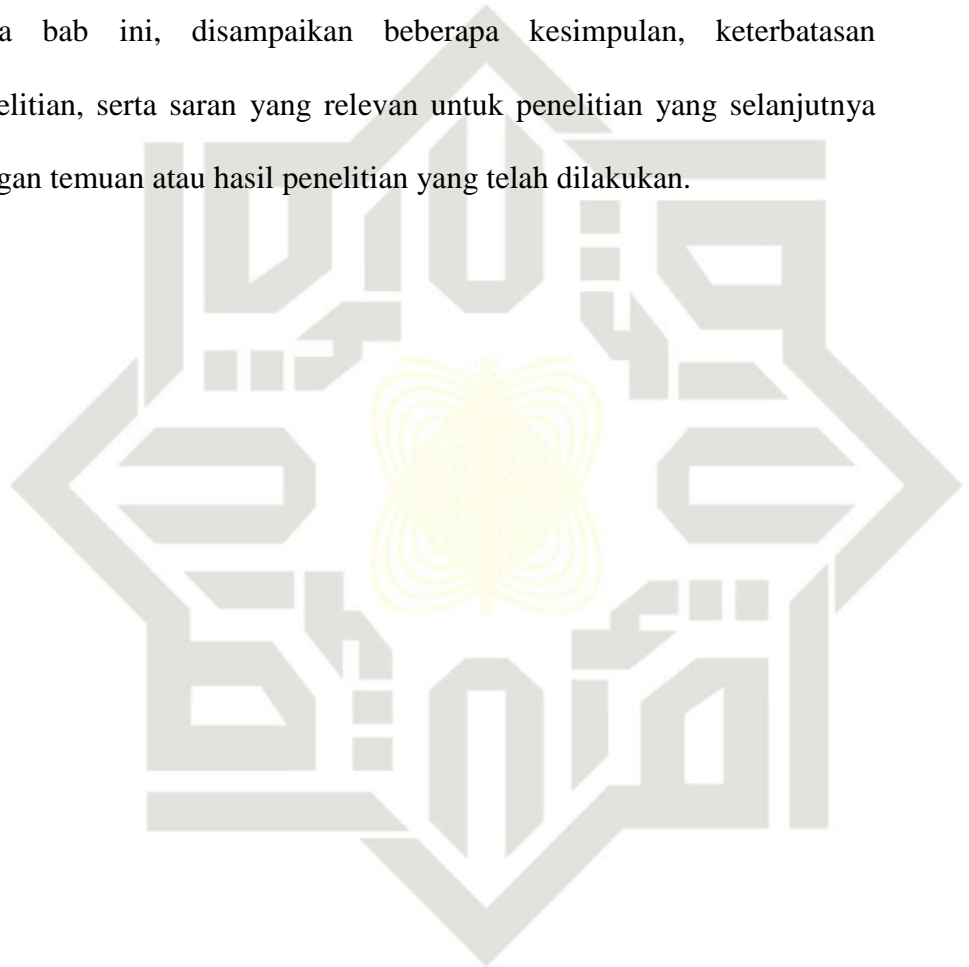 a bab ini, disampaikan beberapa kesimpulan, keterbatasan
elitian, serta saran yang relevan untuk penelitian yang selanjutnya
gan temuan atau hasil penelitian yang telah dilakukan.